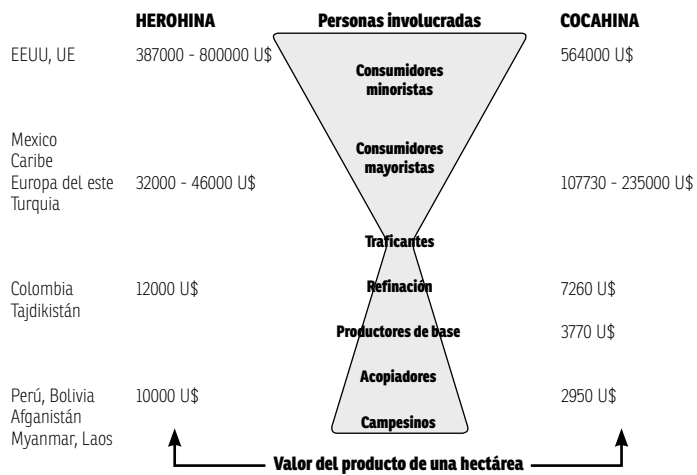 HEROHINA
Personas involucradas
COCAHINA
EEUU, UE
387000 - 800000 U$
564000 U$
Consumidores
minoristas
Mexico
Caribe
Europa del este
Turquia
32000 - 46000 U$
Consumidores
mayoristas
107730 - 235000 U$
Traficantes
Colombia
Tajdikistán
12000 U$
Refinación
7260 U$
Productores de base
3770 U$
Acopiadores
Perú, Bolivia
Afganistán
Myanmar, Laos
10000 U$
2950 U$
Campesinos
Valor del producto de una hectárea